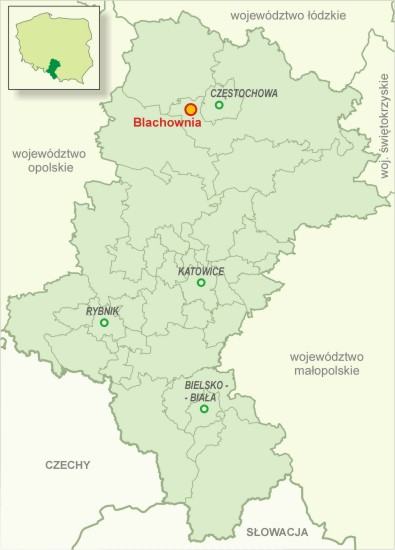 województwo łódzkie
woj. świętokrzyskie
CZĘSTOCHOWA
Blachownia
województwo
opolskie
KATOWICE
RYBNIK
województwo
małopolskie
BIELSKO -
- BIAŁA
CZECHY
SŁOWACJA